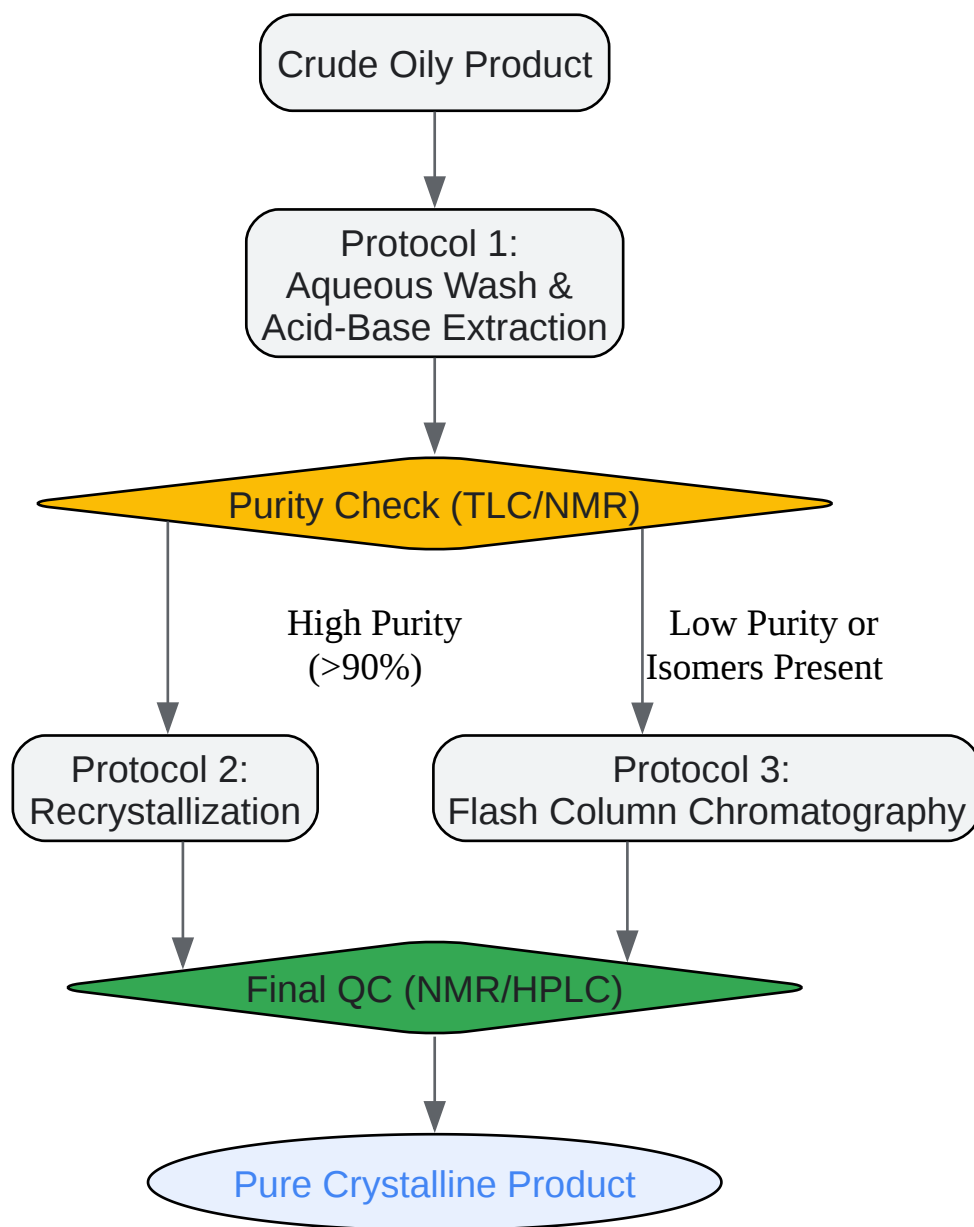 Crude Oily Product
Protocol 1:
Aqueous Wash &
Acid-Base Extraction
Purity Check (TLC/NMR)
High Purity
(>90%)
Low Purity or
Isomers Present
Protocol 2:
Recrystallization
Protocol 3:
Flash Column Chromatography
Final QC (NMR/HPLC)
Pure Crystalline Product